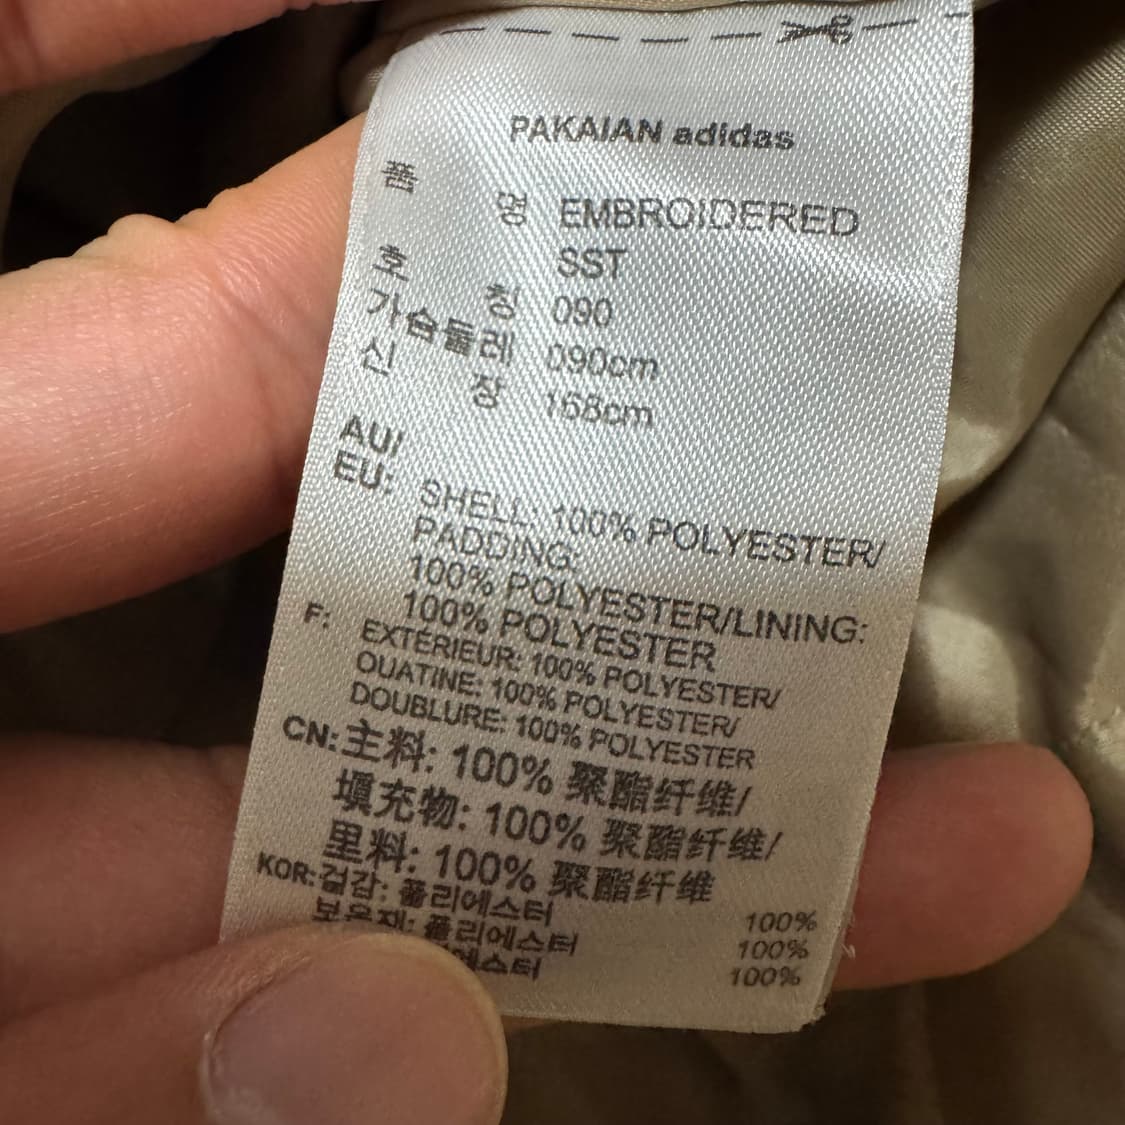 PAKAIAN adidas
품 명 EMBROIDERED
SST
호 칭 090
가슴둘레 090cm
신 장 168cm
AU/
EU: SHELL: 100% POLYESTER/
PADDING:
100% POLYESTER/LINING:
100% POLYESTER
F: EXTÉRIEUR: 100% POLYESTER/
OUATINE: 100% POLYESTER/
DOUBLURE: 100% POLYESTER
CN: 主料: 100% 聚酯纤维/
填充物: 100% 聚酯纤维/
里料: 100% 聚酯纤维
KOR: 겉감: 폴리에스터 100%
보온재: 폴리에스터 100%
에스터 100%